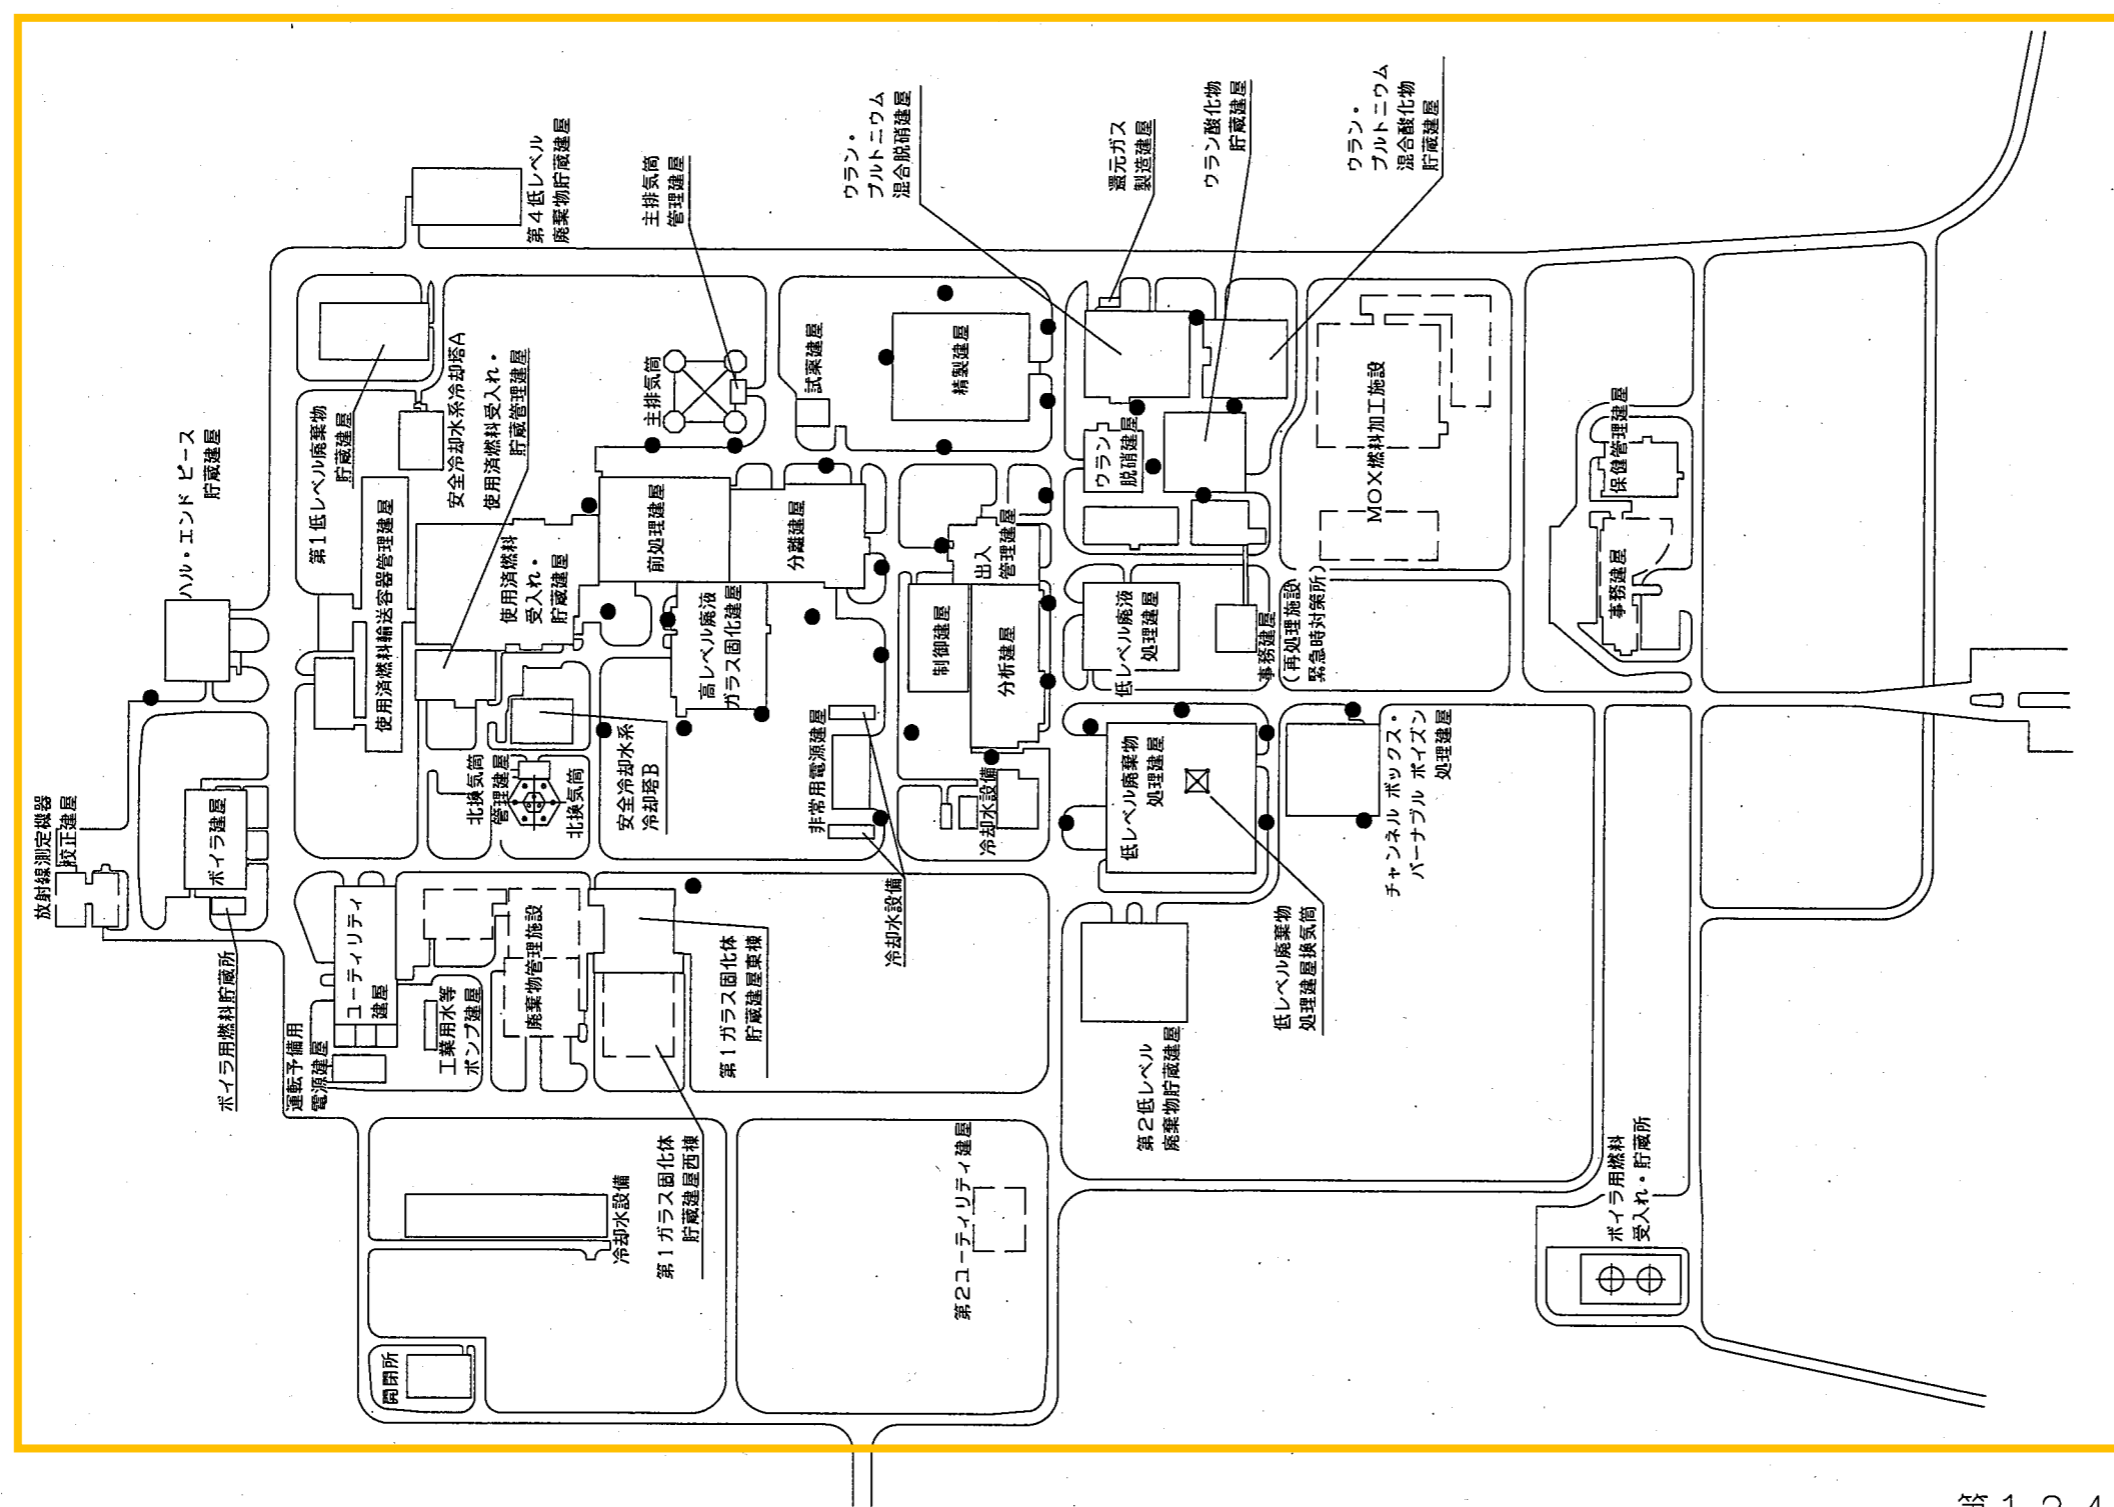 放射線測定機器
校正建屋
ボイラ建屋
ボイラ用燃料貯蔵所
ハル・エンド ピース
貯蔵建屋
第4低レベル
廃棄物貯蔵建屋
第1低レベル廃棄物
貯蔵建屋
安全冷却水系冷却塔A
使用済燃料受入れ・
貯蔵管理建屋
使用済燃料輸送容器管理建屋
使用済燃料
受入れ・
貯蔵建屋
主排気筒
管理建屋
主排気筒
試薬建屋
前処理建屋
分離建屋
高レベル廃液
ガラス固化建屋
精製建屋
ウラン・
プルトニウム
混合脱硝建屋
還元ガス
製造建屋
ウラン酸化物
貯蔵建屋
ウラン・
プルトニウム
混合酸化物
貯蔵建屋
ウラン
脱硝建屋
MOX燃料加工施設
保健管理建屋
事務建屋
出入
管理建屋
制御建屋
分析建屋
低レベル廃液
処理建屋
事務建屋
(再処理施設
緊急時対策所)
北換気筒
管理建屋
北換気筒
安全冷却水系
冷却塔B
非常用電源建屋
冷却水設備
冷却水設備
低レベル廃棄物
処理建屋
チャンネル ボックス・
バーナブル ポイズン
処理建屋
低レベル廃棄物
処理建屋換気筒
第2低レベル
廃棄物貯蔵建屋
ユーティリティ
建屋
運転予備用
電源建屋
工業用水等
ポンプ建屋
廃棄物管理施設
第1ガラス固化体
貯蔵建屋東棟
第1ガラス固化体
貯蔵建屋西棟
冷却水設備
開閉所
第2ユーティリティ建屋
ボイラ用燃料
受入れ・貯蔵所